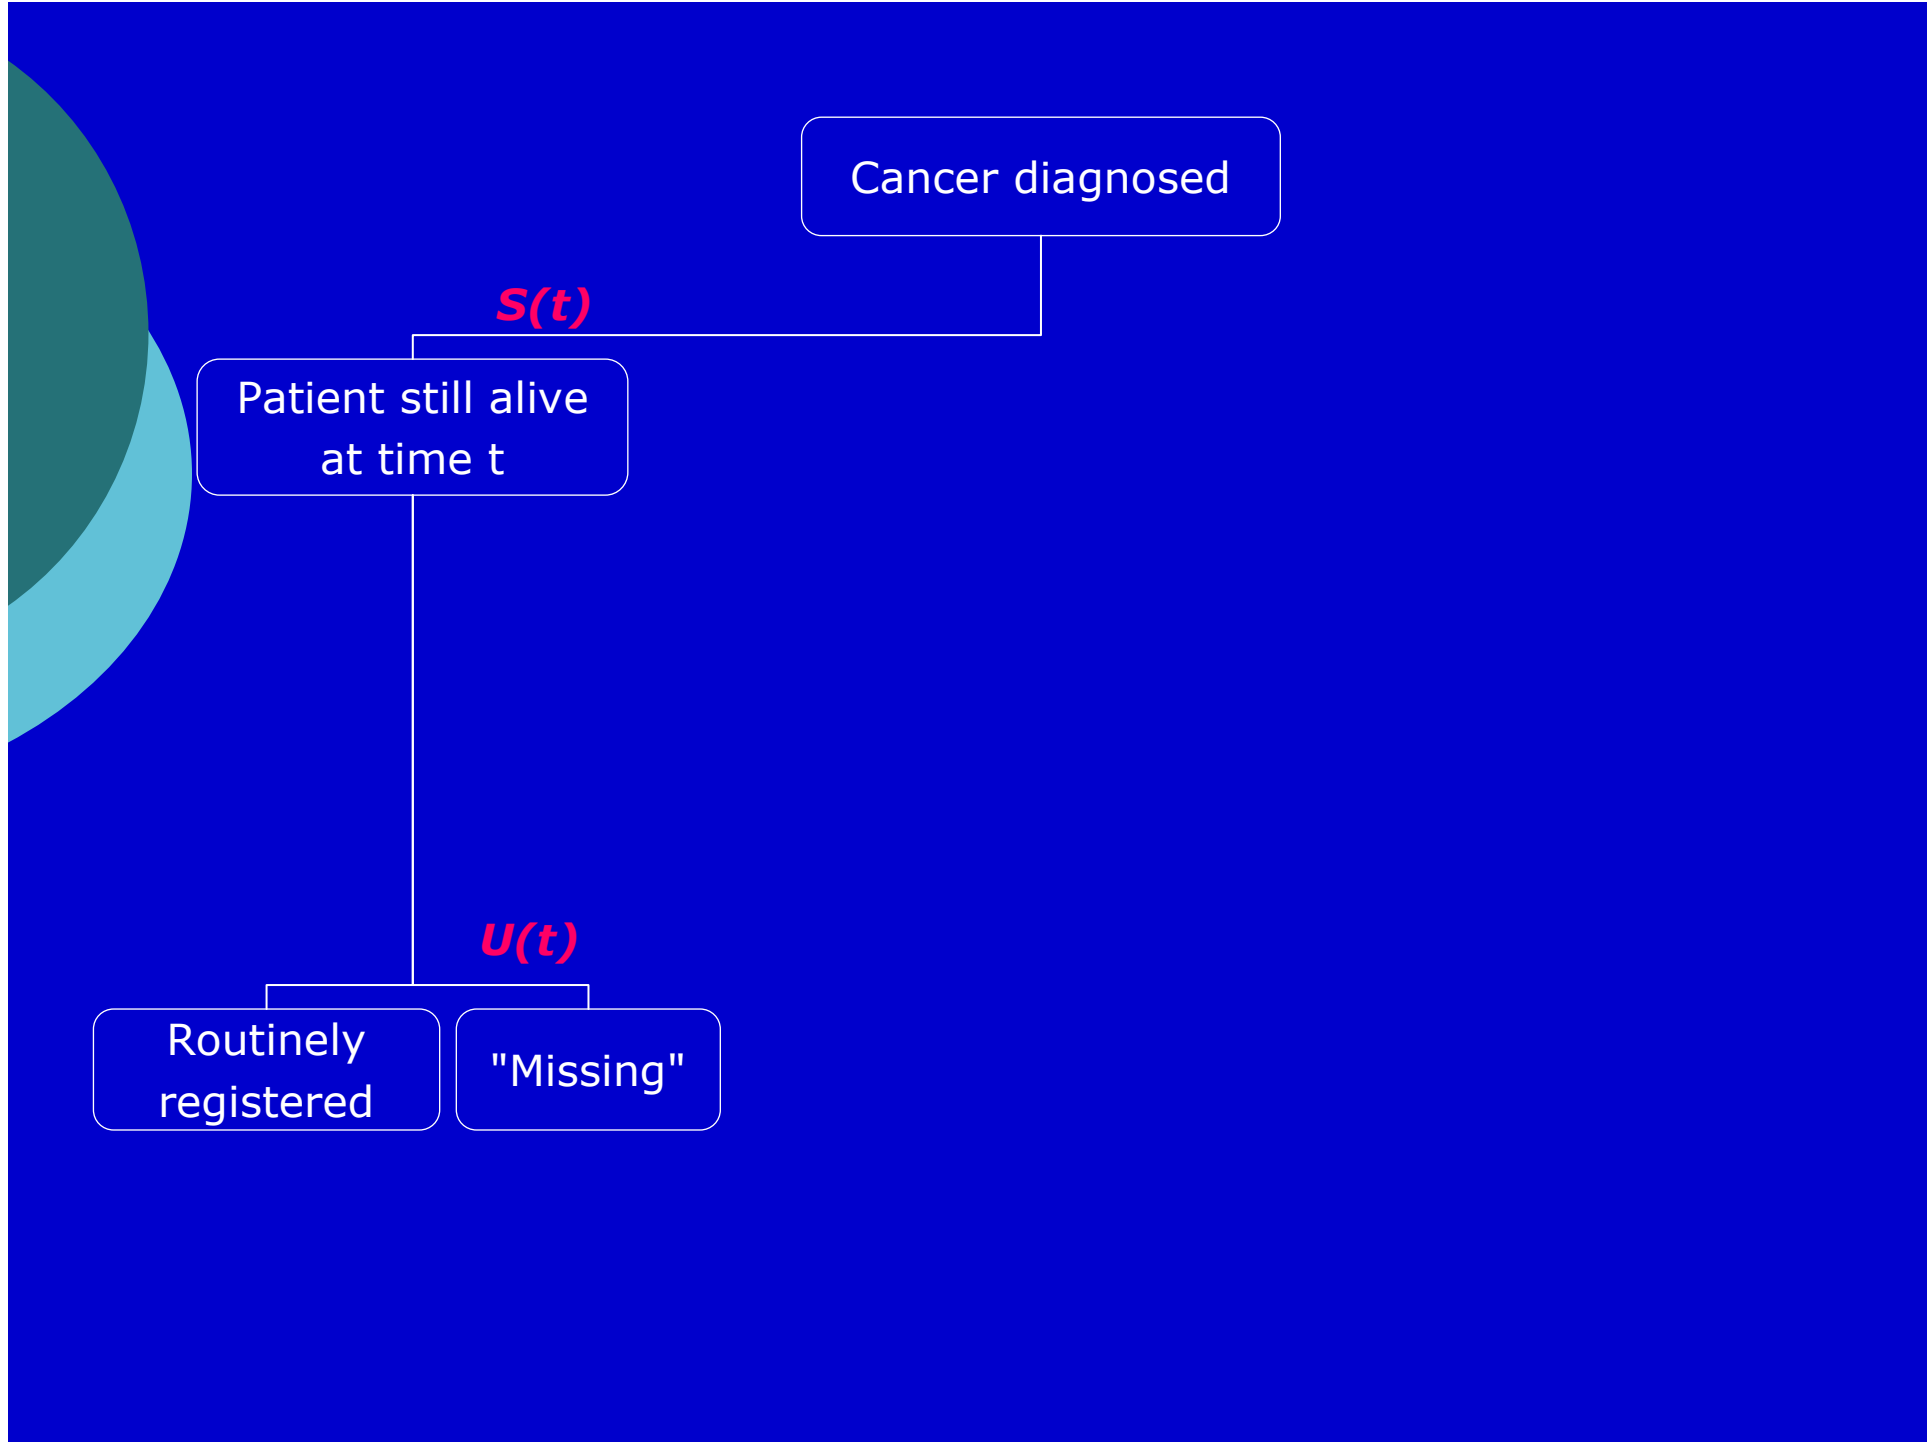 Cancer diagnosed
S(t)
Patient still alive
at time t
U(t)
Routinely
registered
"Missing"